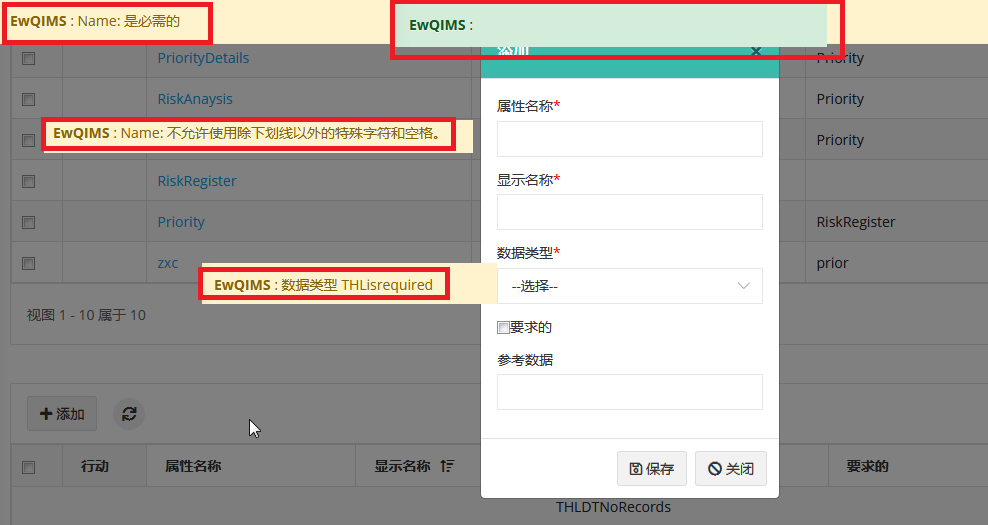 EwQIMS : Name: 是必需的
EwQIMS :
添加
PriorityDetails
Priority
RiskAnaysis
Priority
EwQIMS : Name: 不允许使用除下划线以外的特殊字符和空格。
Priority
RiskRegister
Priority
RiskRegister
zxc
prior
EwQIMS : 数据类型 THLisrequired
视图 1 - 10 属于 10
属性名称*
显示名称*
数据类型*
--选择--
要求的
参考数据
保存
关闭
添加
行动
属性名称
显示名称
要求的
THLDTNoRecords